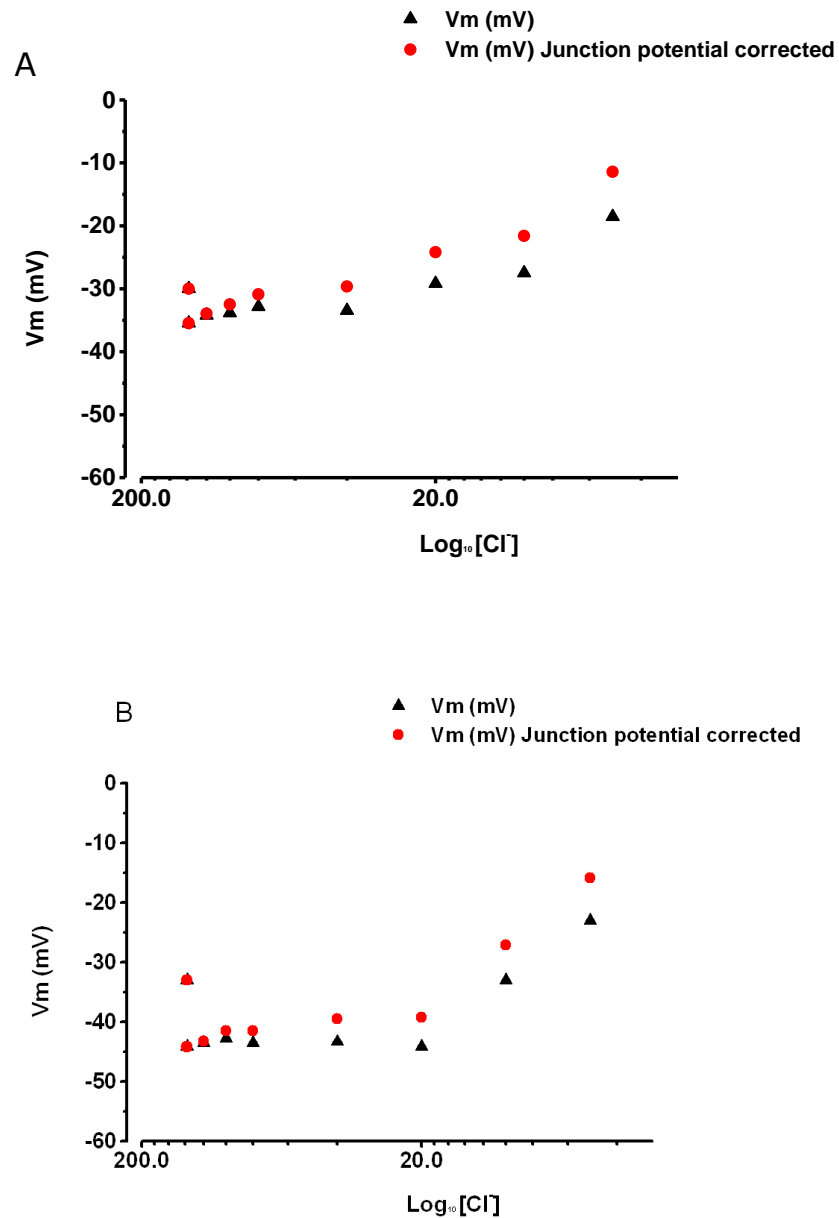 A
Vm (mV)
Vm (mV) Junction potential corrected
0
-10
-20
-30
-40
-50
-60
Vm (mV)
200.0
20.0
Log₁₀[Cl⁻]
B
Vm (mV)
Vm (mV) Junction potential corrected
0
-10
-20
-30
-40
-50
-60
Vm (mV)
200.0
20.0
Log₁₀[Cl⁻]